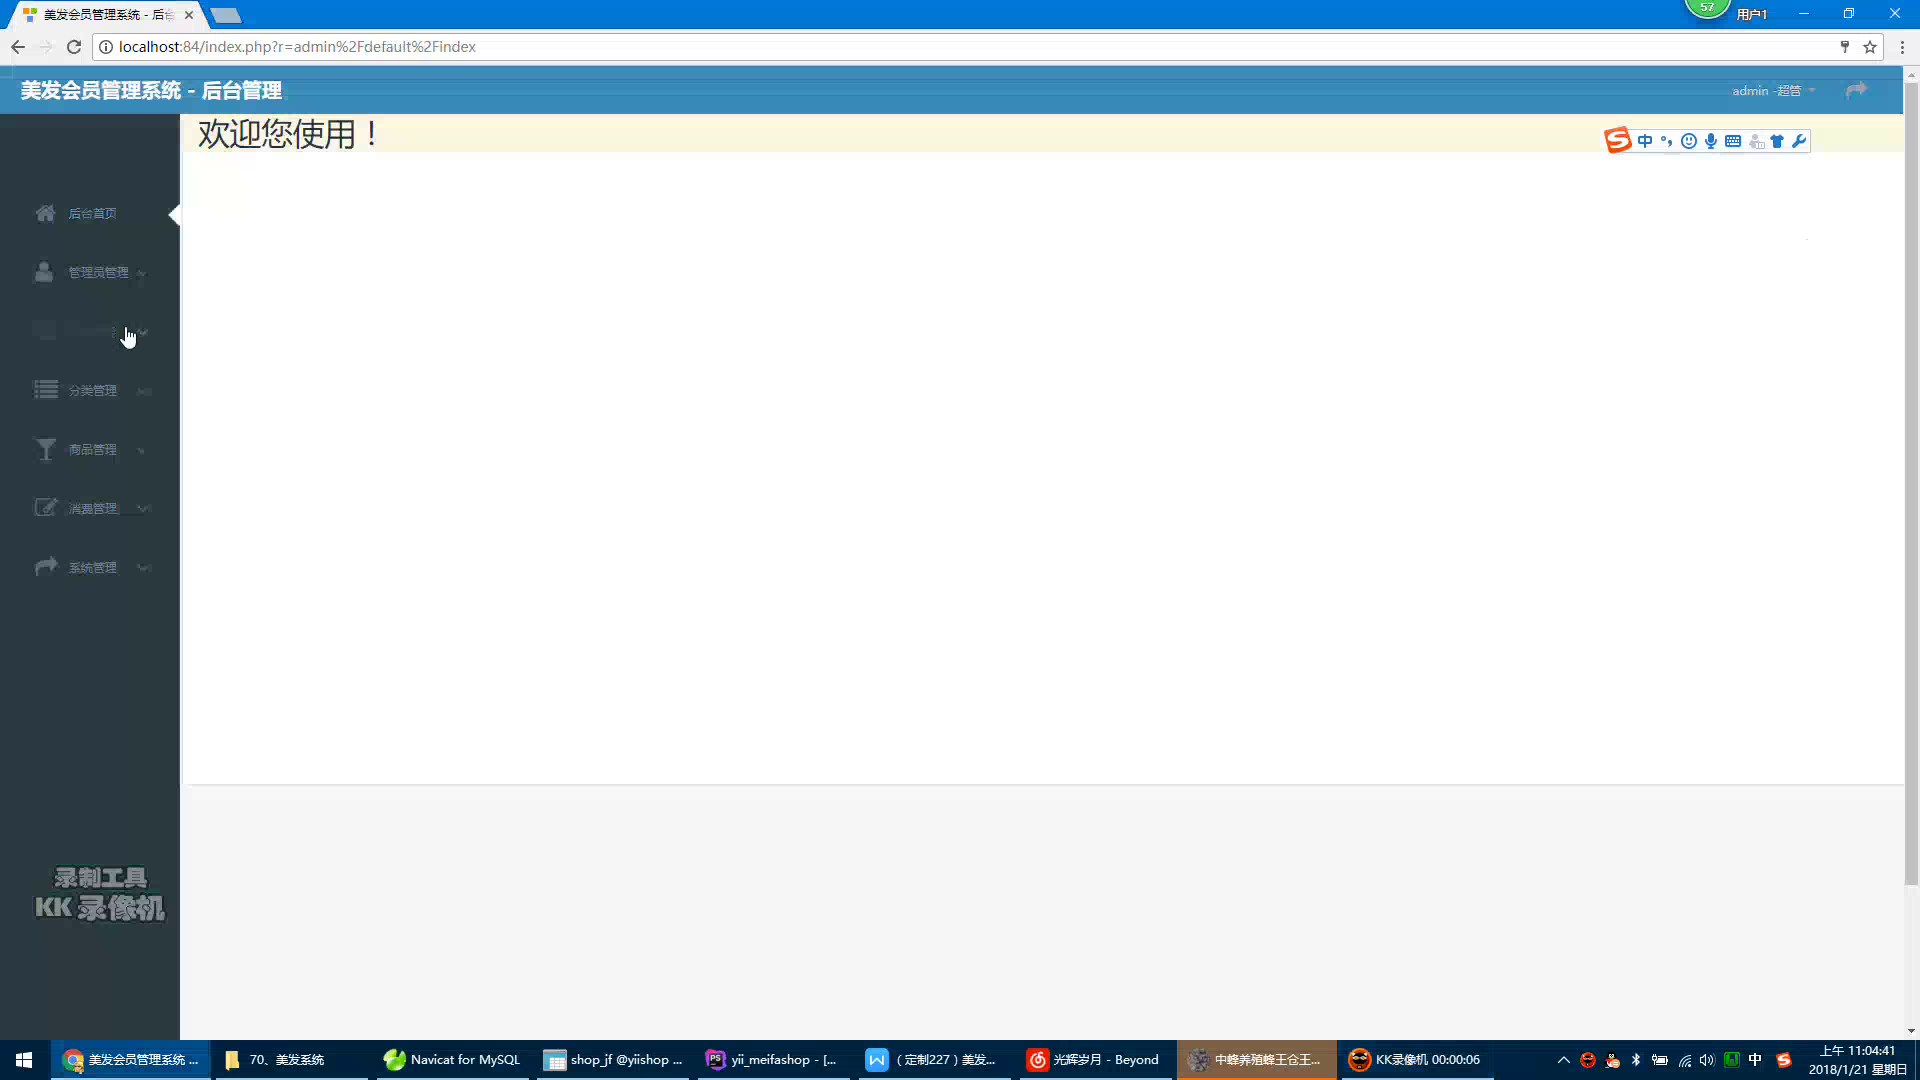 美发会员管理系统 - 后台
57
用户1
localhost:84/index.php?r=admin%2Fdefault%2Findex
美发会员管理系统 - 后台管理
admin -超管
欢迎您使用！
中
后台首页
管理员管理
分类管理
商品管理
消费管理
系统管理
录制工具
KK 录像机
美发会员管理系统 ...
70、美发系统
Navicat for MySQL
shop_jf @yiishop ...
yii_meifashop - [...
（定制227）美发...
光辉岁月 - Beyond
中蜂养殖蜂王仓王...
KK录像机 00:00:06
中
上午 11:04:41
2018/1/21 星期日